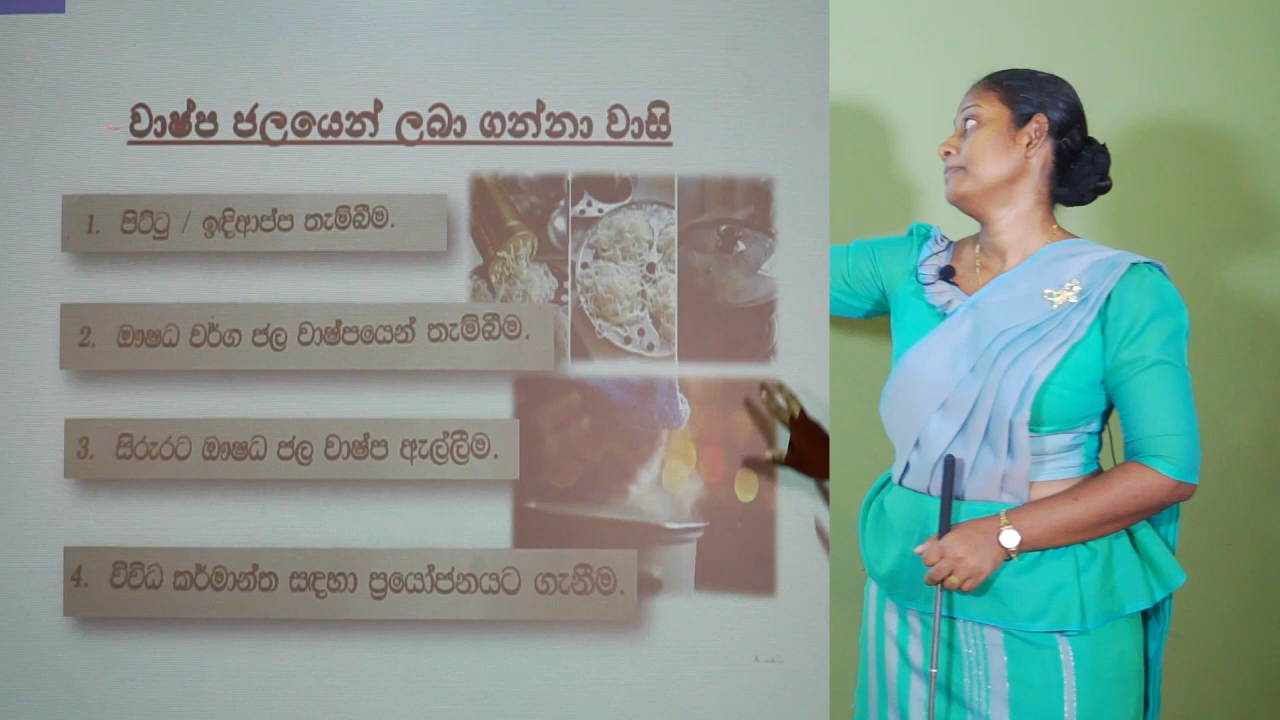 වාෂ්ප ජලයෙන් ලබා ගන්නා වාසි
1. පිට්ටු / ඉඳිආප්ප තැම්බීම.
2. ඖෂධ වර්ග ජල වාෂ්පයෙන් තැම්බීම.
3. සිරුරට ඖෂධ ජල වාෂ්ප ඇල්ලීම.
4. විවිධ කර්මාන්ත සඳහා ප්‍රයෝජනයට ගැනීම.